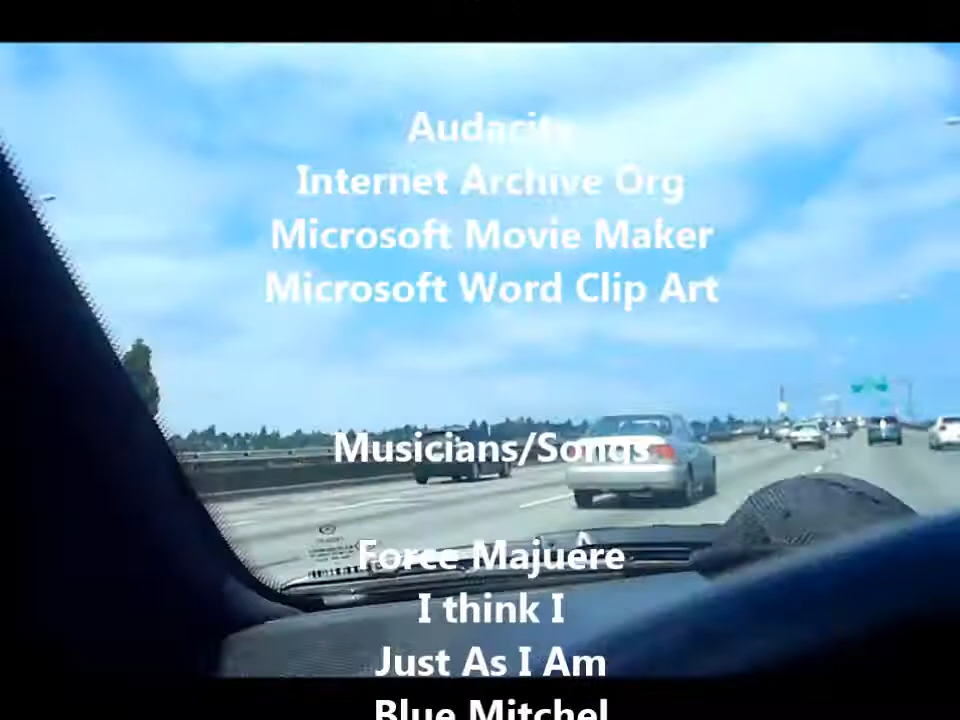 Audacity
Internet Archive Org
Microsoft Movie Maker
Microsoft Word Clip Art
Musicians/Songs
Force Majuere
I think I
Just As I Am
Blue Mitchel